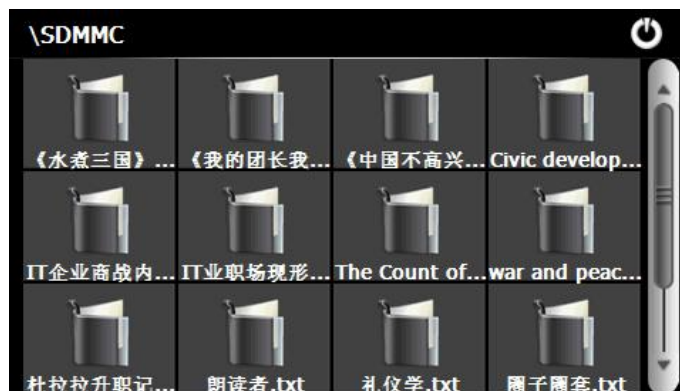 \SDMMC
《水煮三国》... 《我的团长我... 《中国不高兴... Civic develop...
IT企业商战内... IT业职场现形... The Count of... war and peac...
杜拉拉升职记... 朗读者.txt 礼仪学.txt 圈子圈套.txt